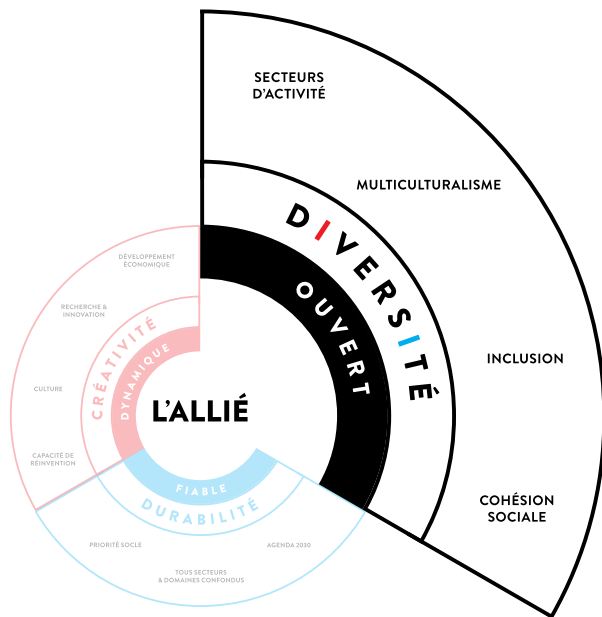 SECTEURS
D'ACTIVITÉ
MULTICULTURALISME
INCLUSION
COHÉSION
SOCIALE
DIVERSITÉ
OUVERT
L'ALLIÉ
DÉVELOPPEMENT
ÉCONOMIQUE
RECHERCHE &
INNOVATION
CULTURE
CAPACITÉ DE
RÉINVENTION
CRÉATIVITÉ
DYNAMIQUE
FIABLE
DURABILITÉ
PRIORITÉ SOCLE
TOUS SECTEURS
& DOMAINES CONFONDUS
AGENDA 2030